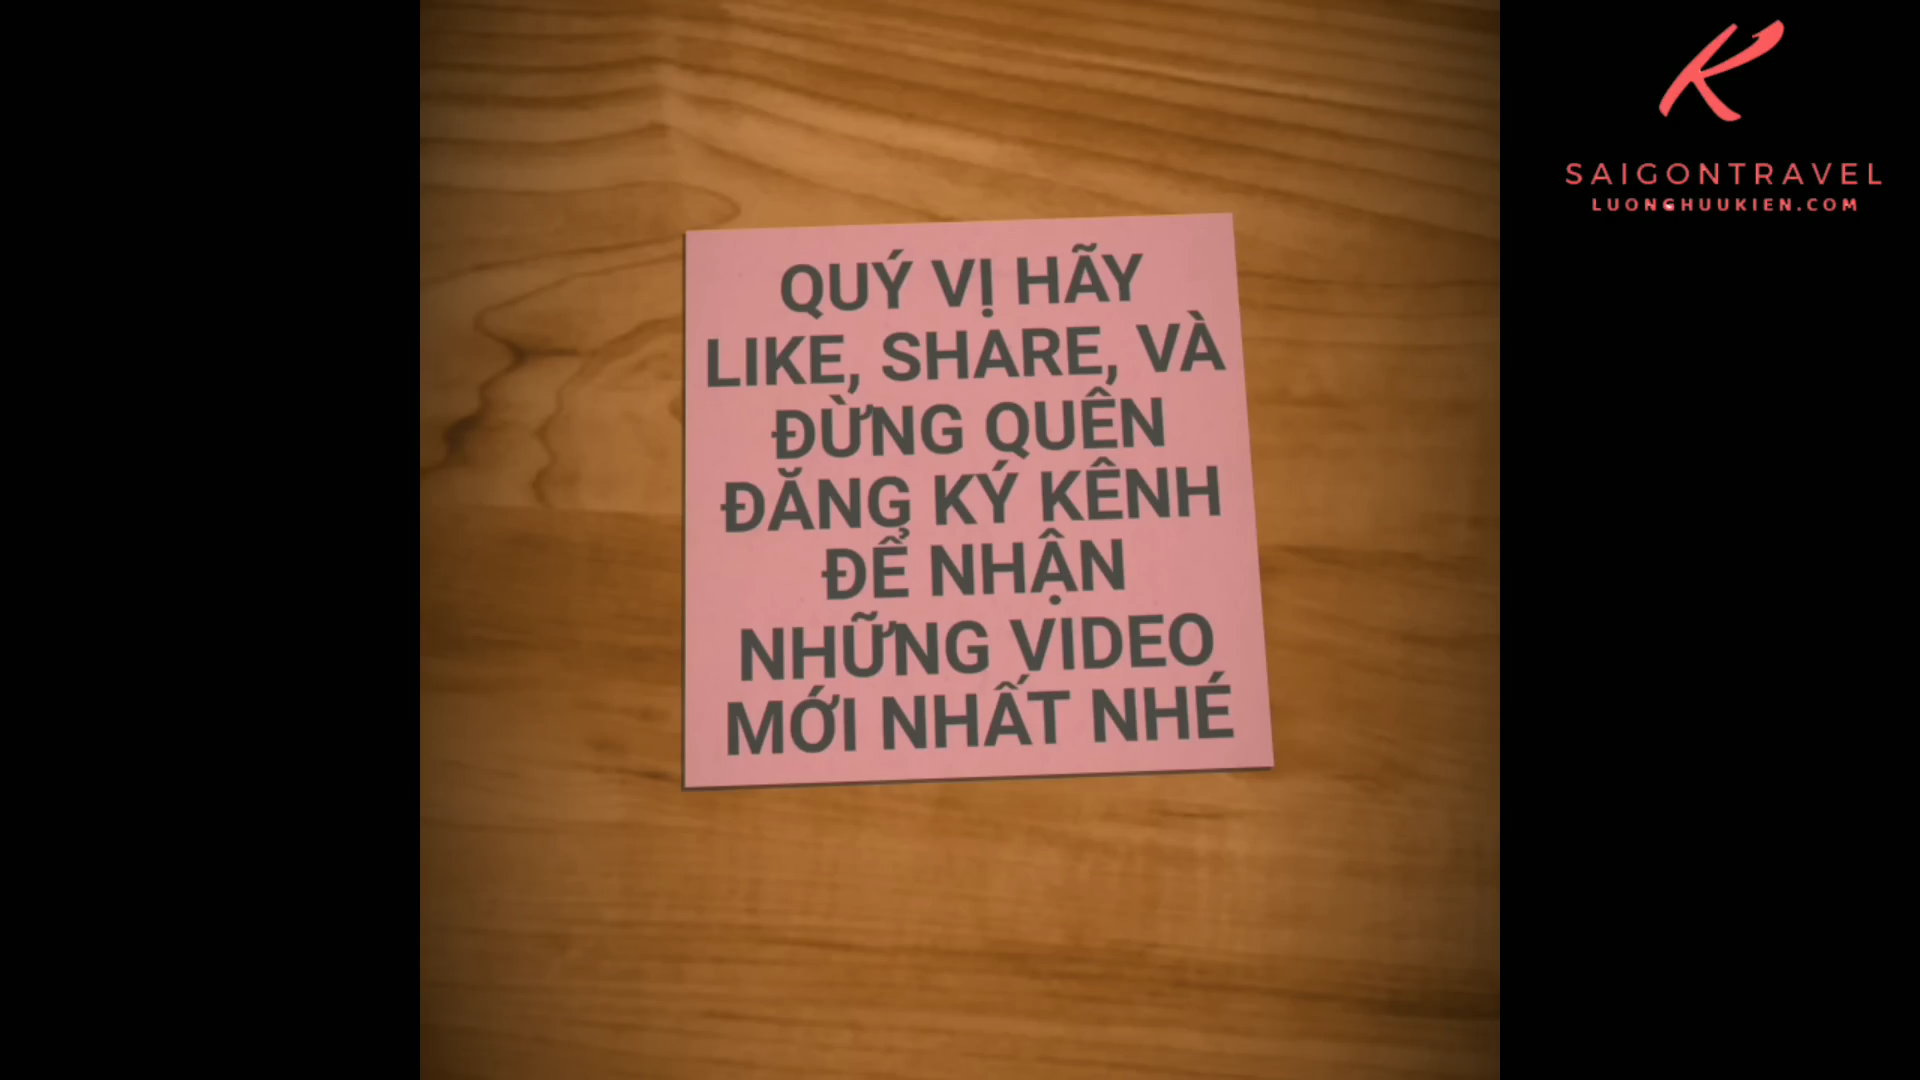 QUÝ VỊ HÃY
LIKE, SHARE, VÀ
ĐỪNG QUÊN
ĐĂNG KÝ KÊNH
ĐỂ NHẬN
NHỮNG VIDEO
MỚI NHẤT NHÉ
SAIGONTRAVEL
LUONGHUUKIEN.COM